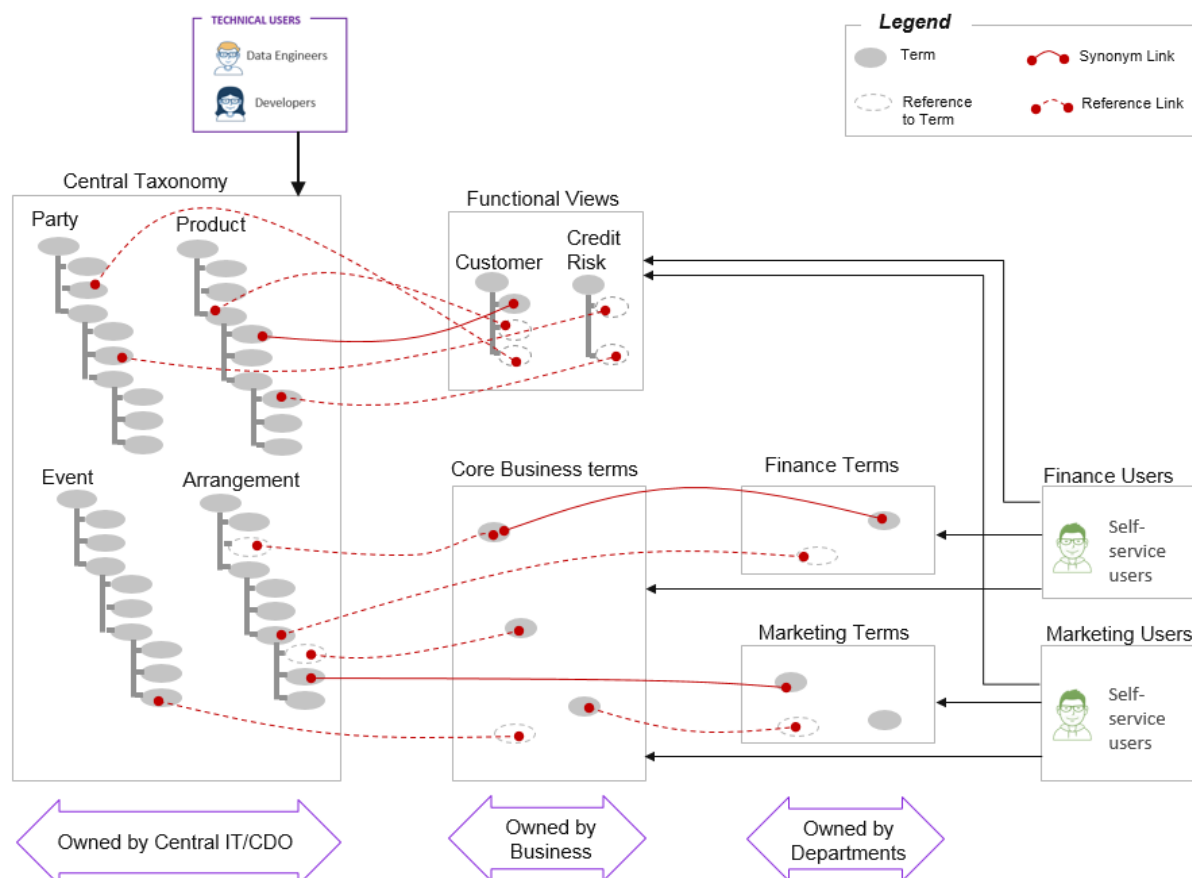 TECHNICAL USERS
Data Engineers
Developers
Legend
Term
Synonym Link
Reference
to Term
Reference Link
Central Taxonomy
Party
Product
Functional Views
Customer
Credit
Risk
Event
Arrangement
Core Business terms
Finance Terms
Finance Users
Self-
service
users
Marketing Terms
Marketing Users
Self-
service
users
Owned by Central IT/CDO
Owned by
Business
Owned by
Departments